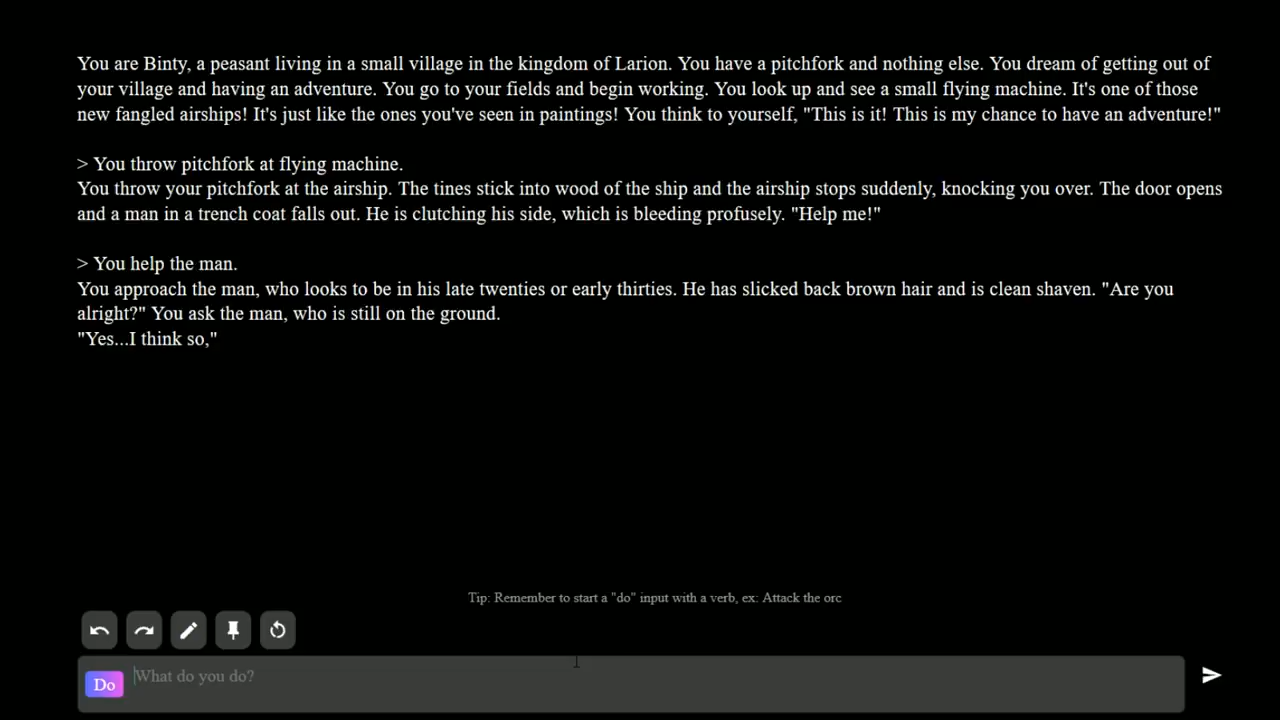 You are Binty, a peasant living in a small village in the kingdom of Larion. You have a pitchfork and nothing else. You dream of getting out of
your village and having an adventure. You go to your fields and begin working. You look up and see a small flying machine. It's one of those
new fangled airships! It's just like the ones you've seen in paintings! You think to yourself, "This is it! This is my chance to have an adventure!"
> You throw pitchfork at flying machine.
You throw your pitchfork at the airship. The tines stick into wood of the ship and the airship stops suddenly, knocking you over. The door opens
and a man in a trench coat falls out. He is clutching his side, which is bleeding profusely. "Help me!"
> You help the man.
You approach the man, who looks to be in his late twenties or early thirties. He has slicked back brown hair and is clean shaven. "Are you
alright?" You ask the man, who is still on the ground.
"Yes...I think so,"
Tip: Remember to start a "do" input with a verb, ex: Attack the orc
Do What do you do?